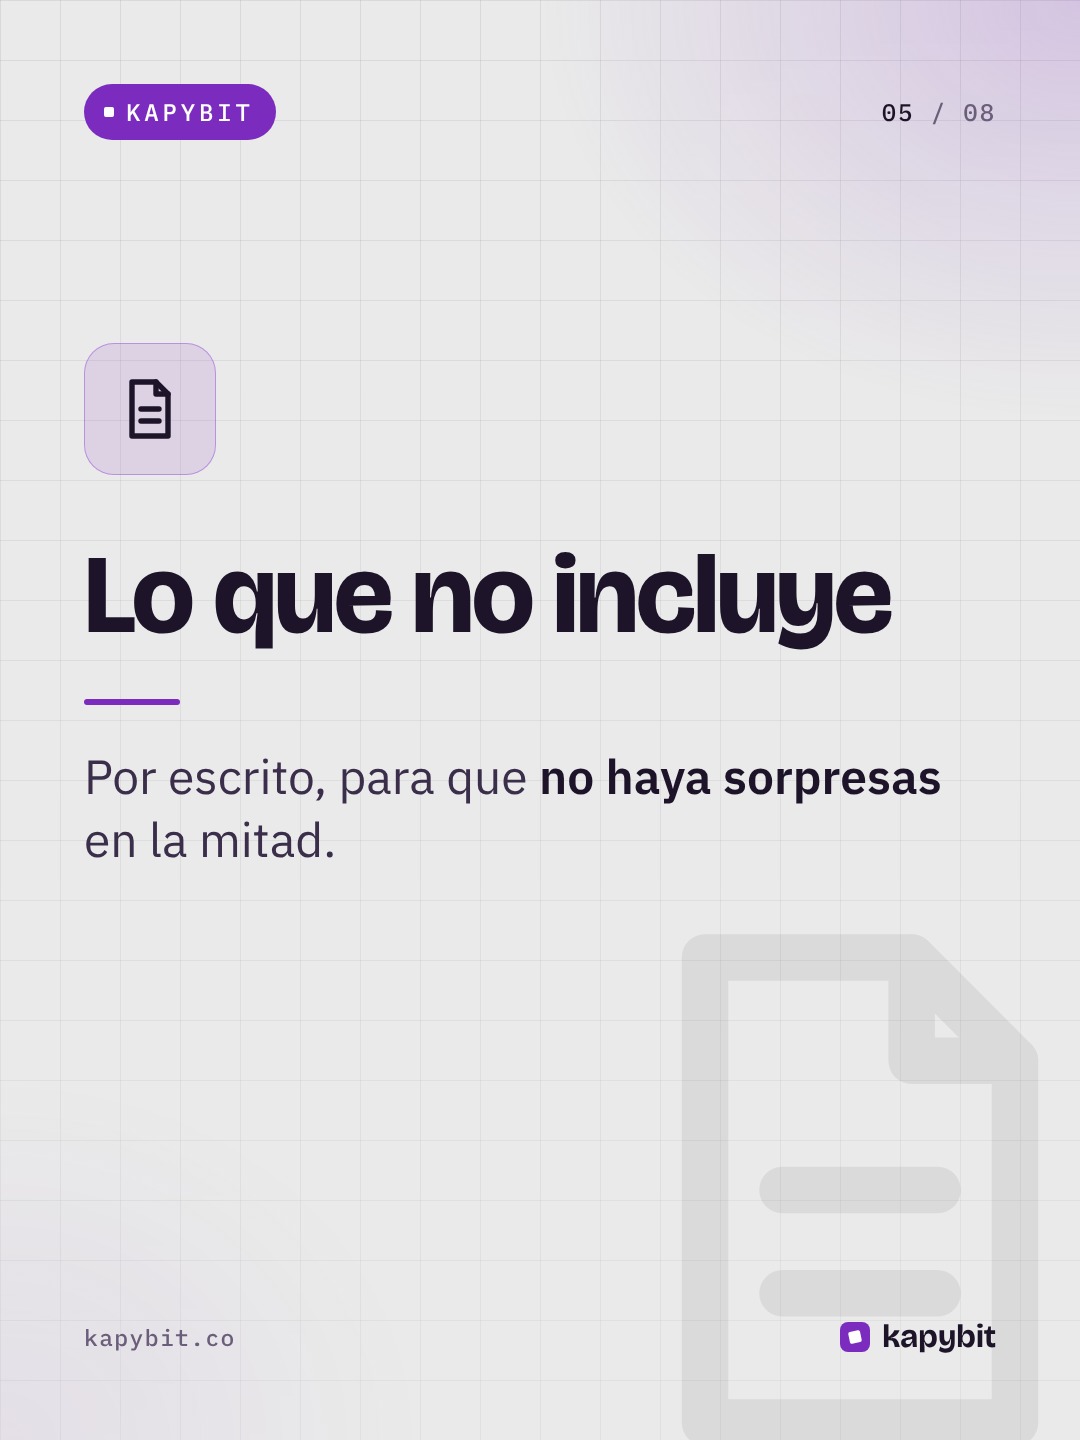 KAPYBIT
05 / 08
Lo que no incluye
Por escrito, para que no haya sorpresas
en la mitad.
kapybit.co
kapybit